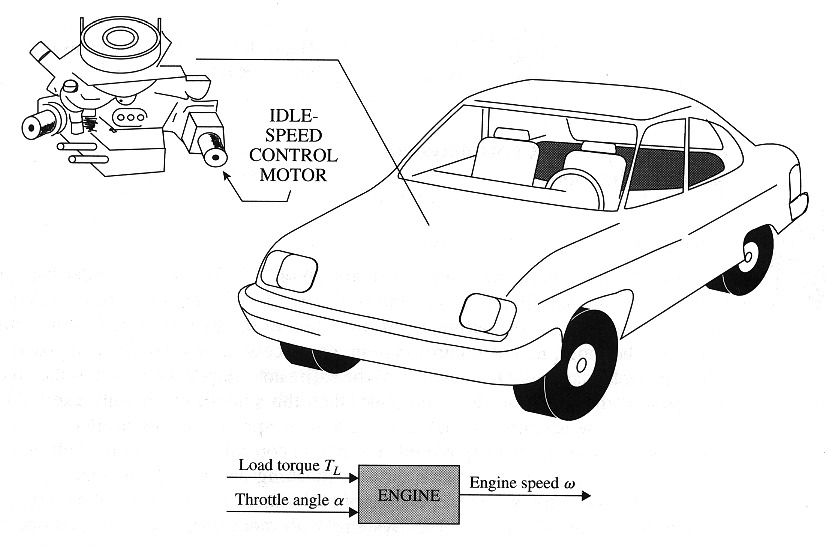 IDLE-
SPEED
CONTROL
MOTOR
Load torque T_L
Throttle angle α
ENGINE
Engine speed ω